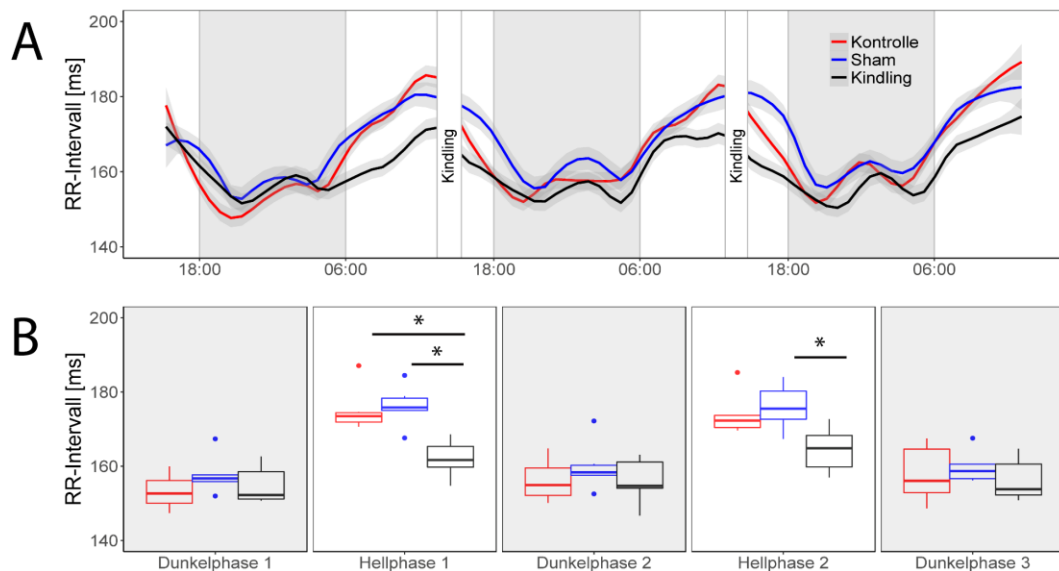 A
RR-Intervall [ms]
200
180
160
140
Kontrolle
Sham
Kindling
Kindling
Kindling
18:00 06:00 18:00 06:00 18:00 06:00
B
RR-Intervall [ms]
200
180
160
140
* 
*
*
Dunkelphase 1 Hellphase 1 Dunkelphase 2 Hellphase 2 Dunkelphase 3